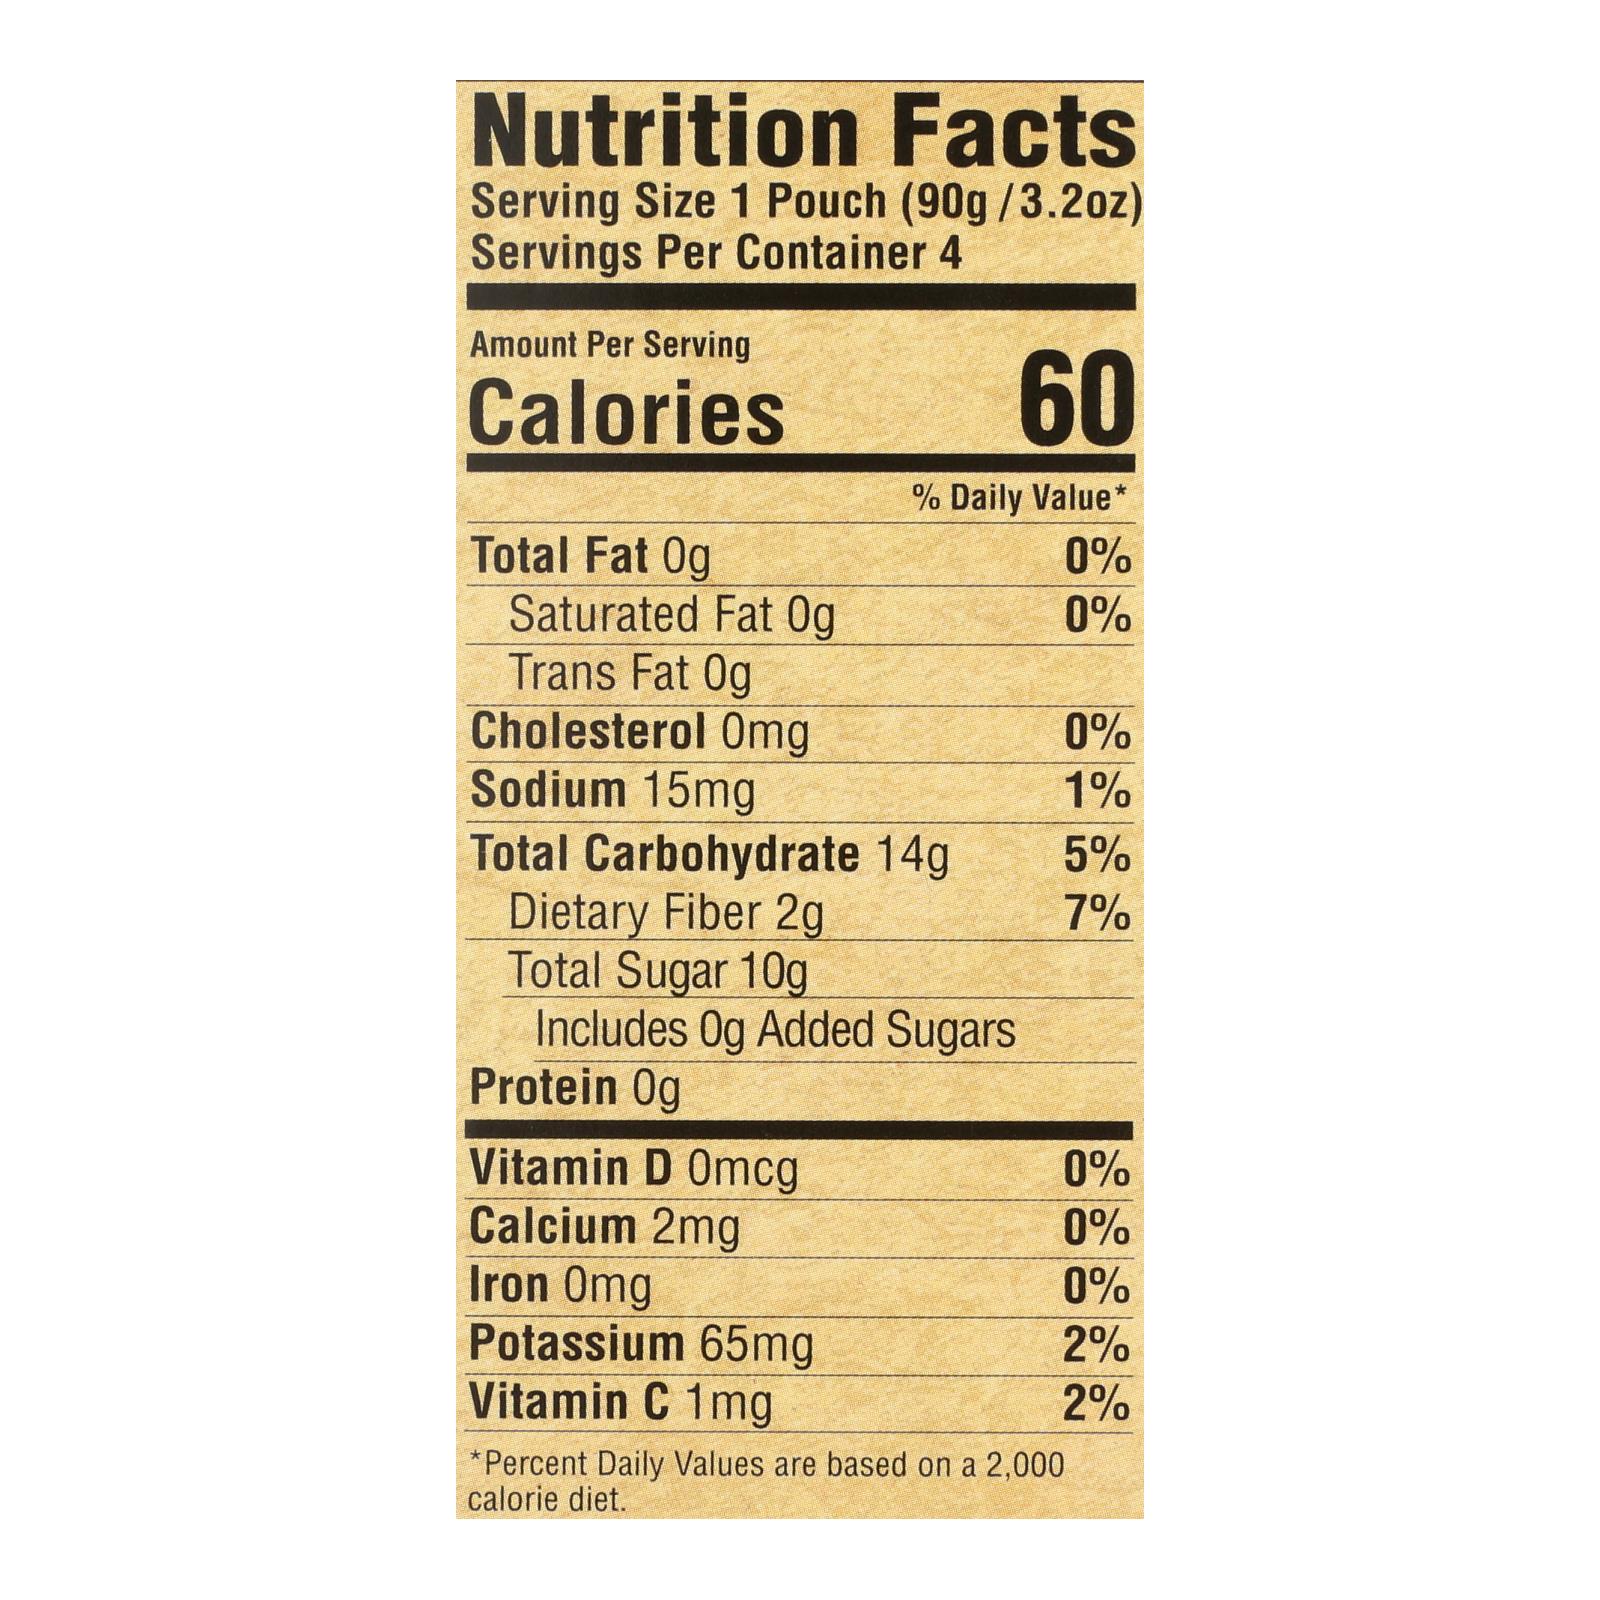 Nutrition Facts
Serving Size 1 Pouch (90g / 3.2oz)
Servings Per Container 4
Amount Per Serving
Calories 60
% Daily Value*
Total Fat 0g 0%
Saturated Fat 0g 0%
Trans Fat 0g
Cholesterol 0mg 0%
Sodium 15mg 1%
Total Carbohydrate 14g 5%
Dietary Fiber 2g 7%
Total Sugar 10g
Includes 0g Added Sugars
Protein 0g
Vitamin D 0mcg 0%
Calcium 2mg 0%
Iron 0mg 0%
Potassium 65mg 2%
Vitamin C 1mg 2%
*Percent Daily Values are based on a 2,000
calorie diet.